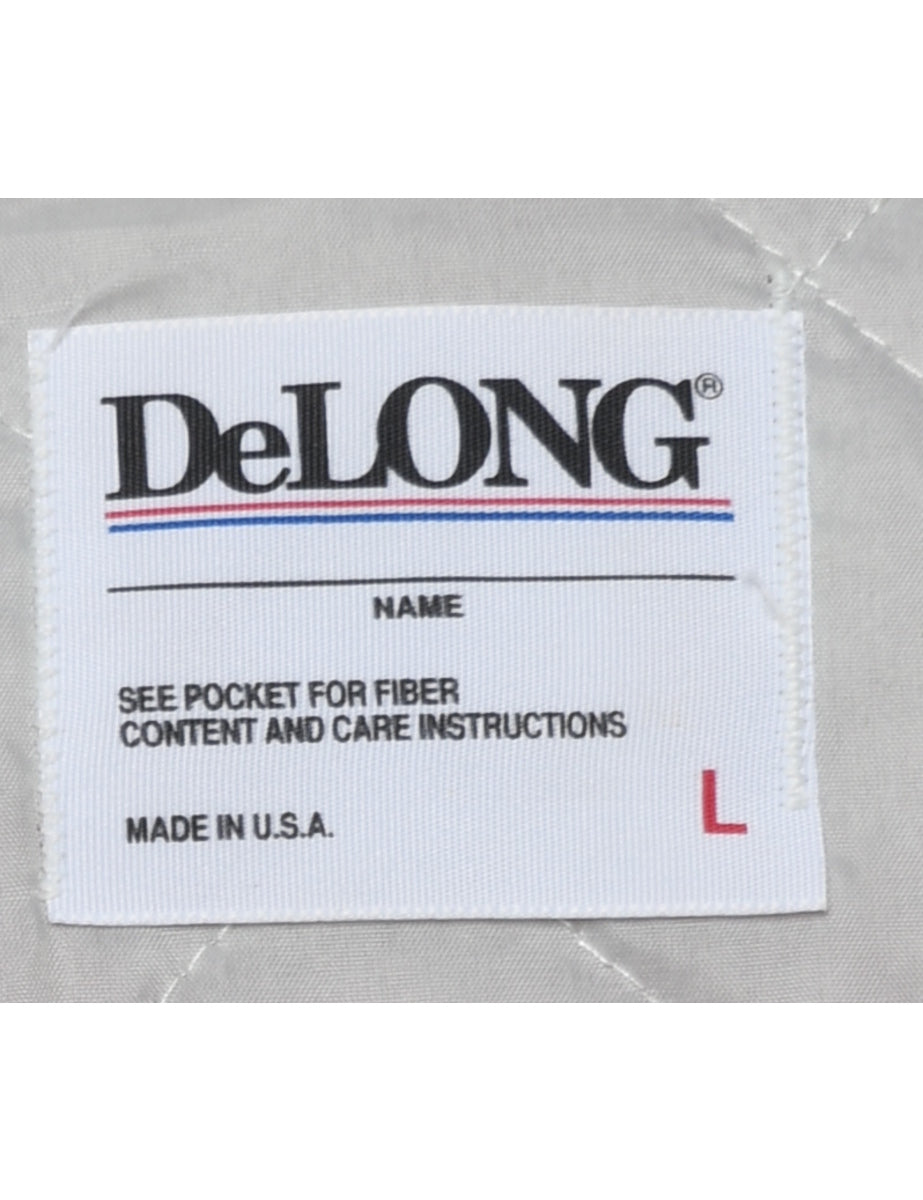 DeLONG®
NAME
SEE POCKET FOR FIBER
CONTENT AND CARE INSTRUCTIONS
L
MADE IN U.S.A.